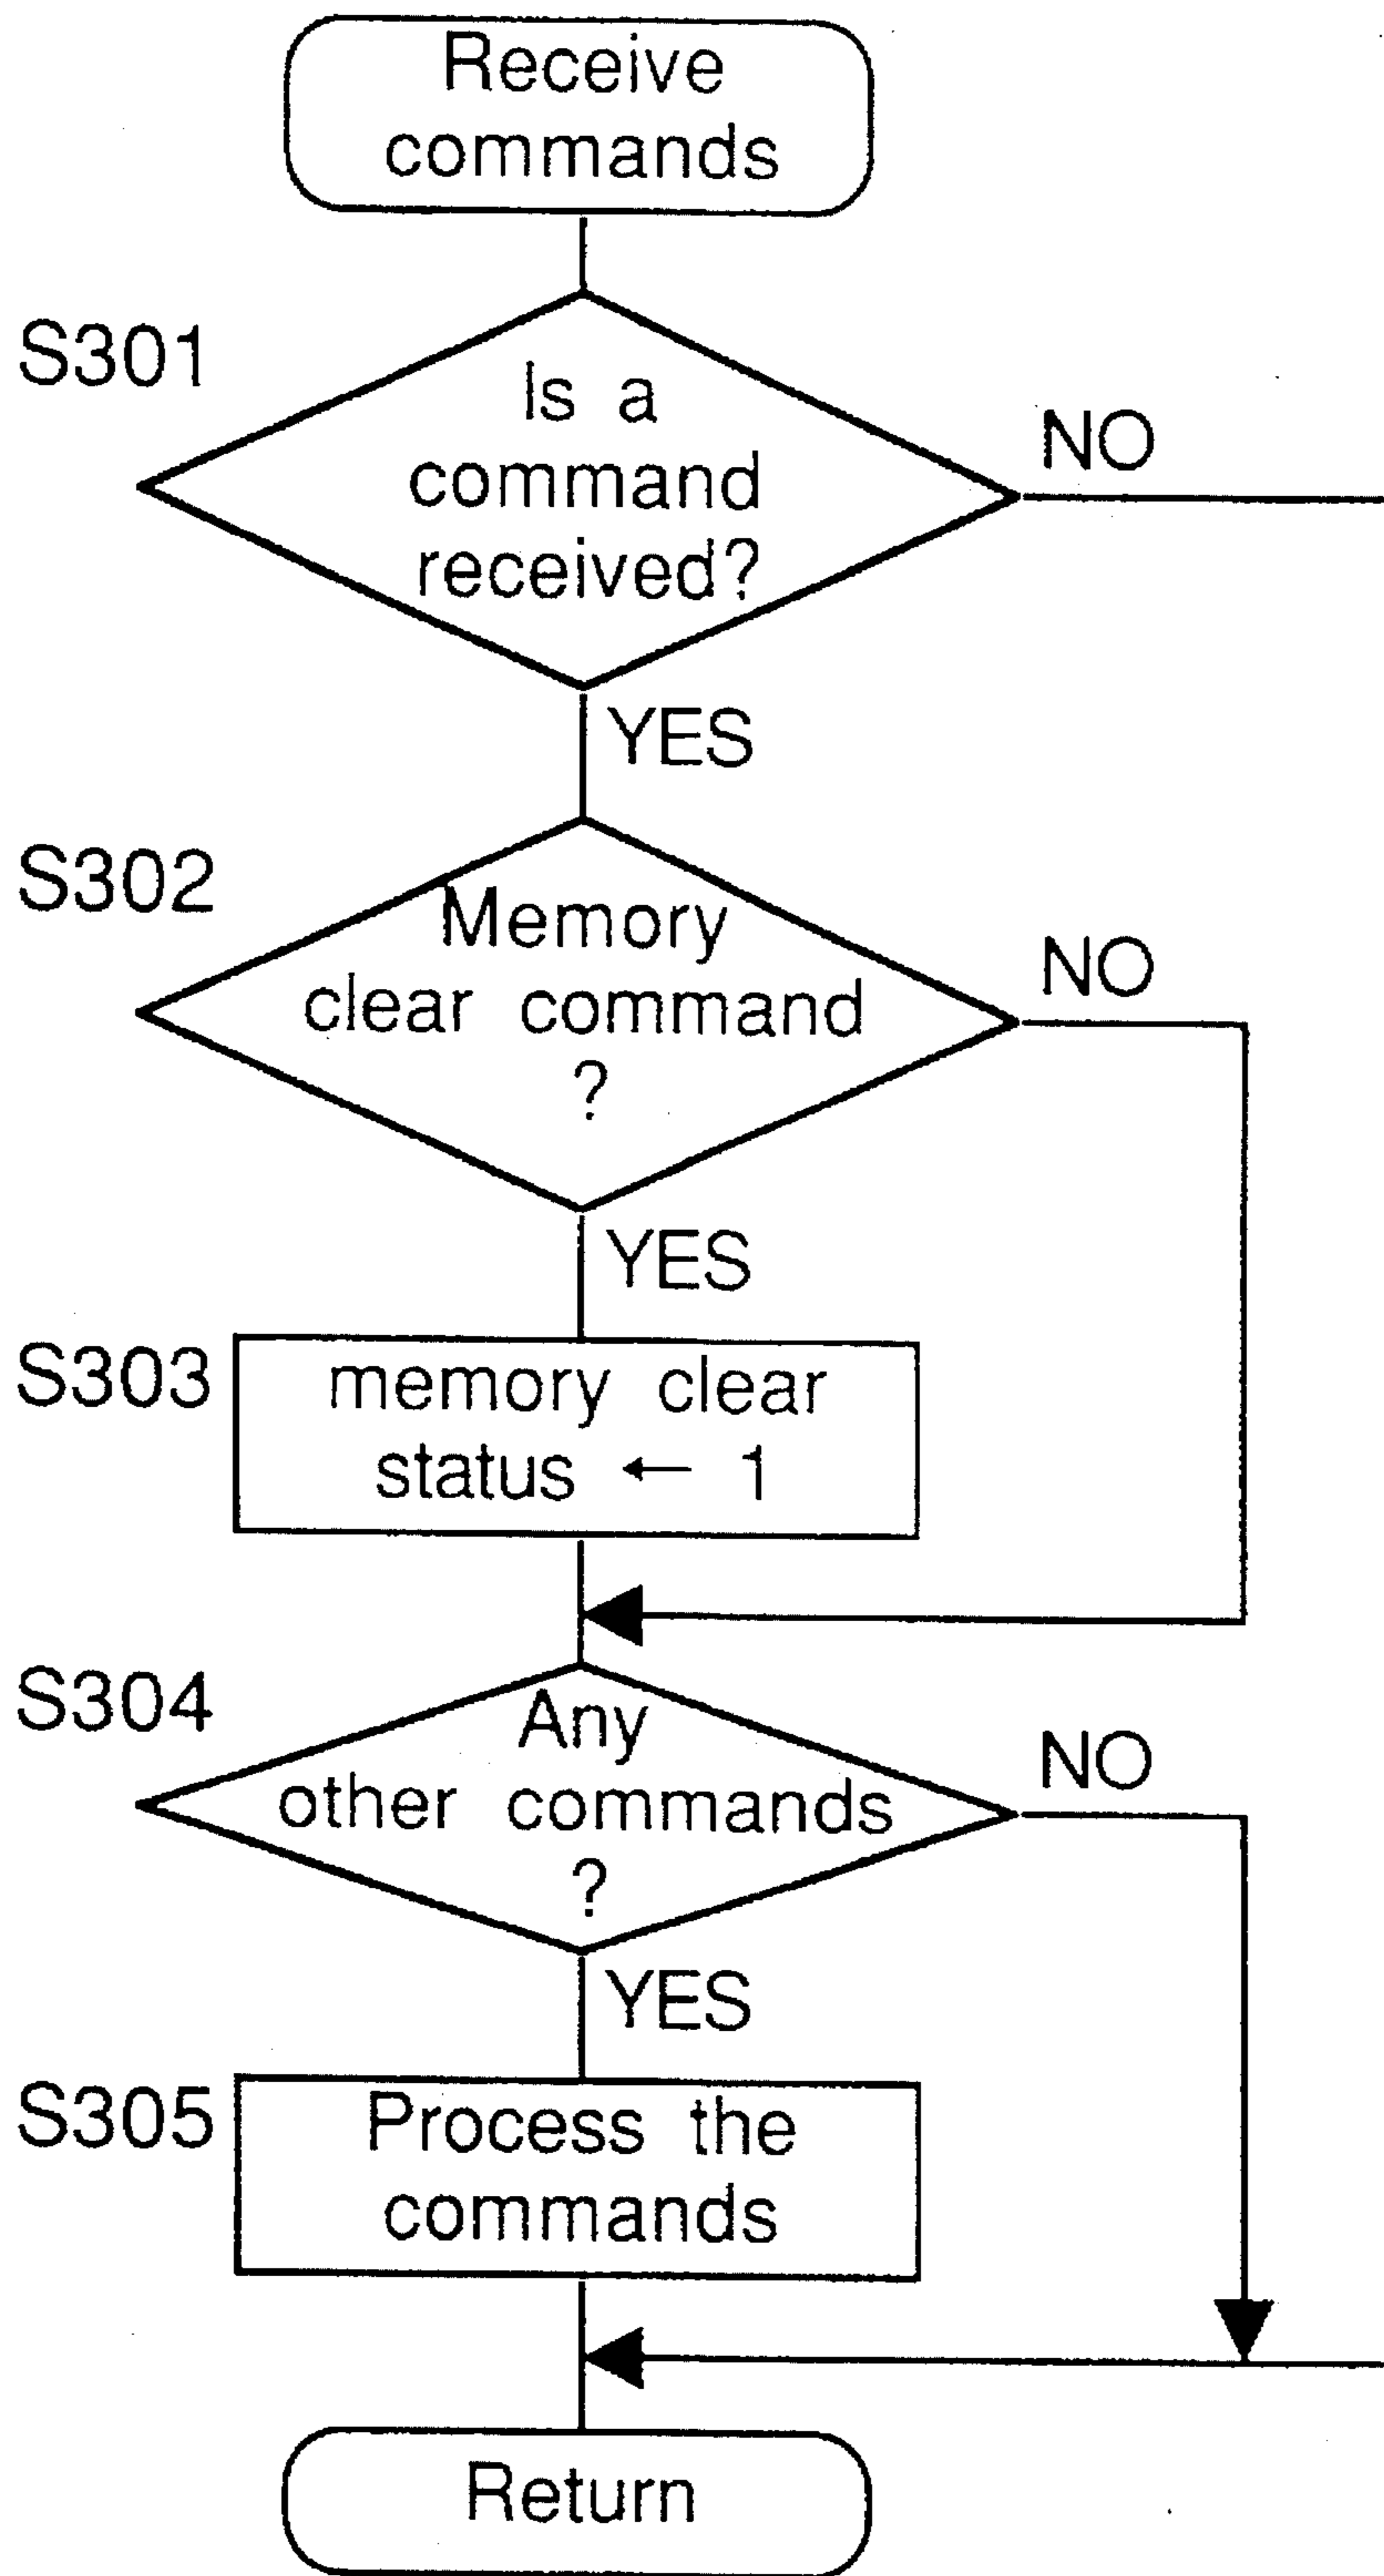 Receive
commands
S301
Is a
command
received?
NO
YES
S302
Memory
clear command
?
NO
YES
S303
memory clear
status ← 1
S304
Any
other commands
?
NO
YES
S305
Process the
commands
Return